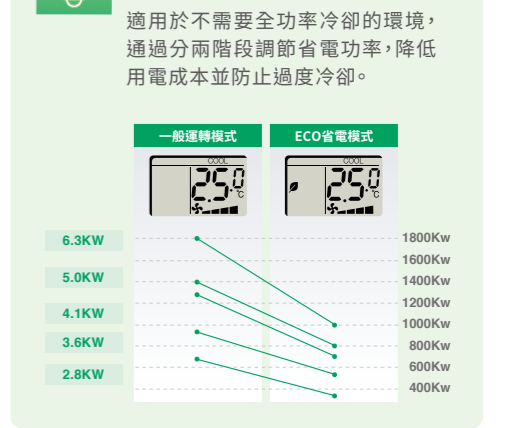 適用於不需要全功率冷卻的環境，
通過分兩階段調節省電功率，降低
用電成本並防止過度冷卻。
一般運轉模式
ECO省電模式
COOL
25.0
°C
COOL
25.0
°C
6.3KW
5.0KW
4.1KW
3.6KW
2.8KW
1800Kw
1600Kw
1400Kw
1200Kw
1000Kw
800Kw
600Kw
400Kw